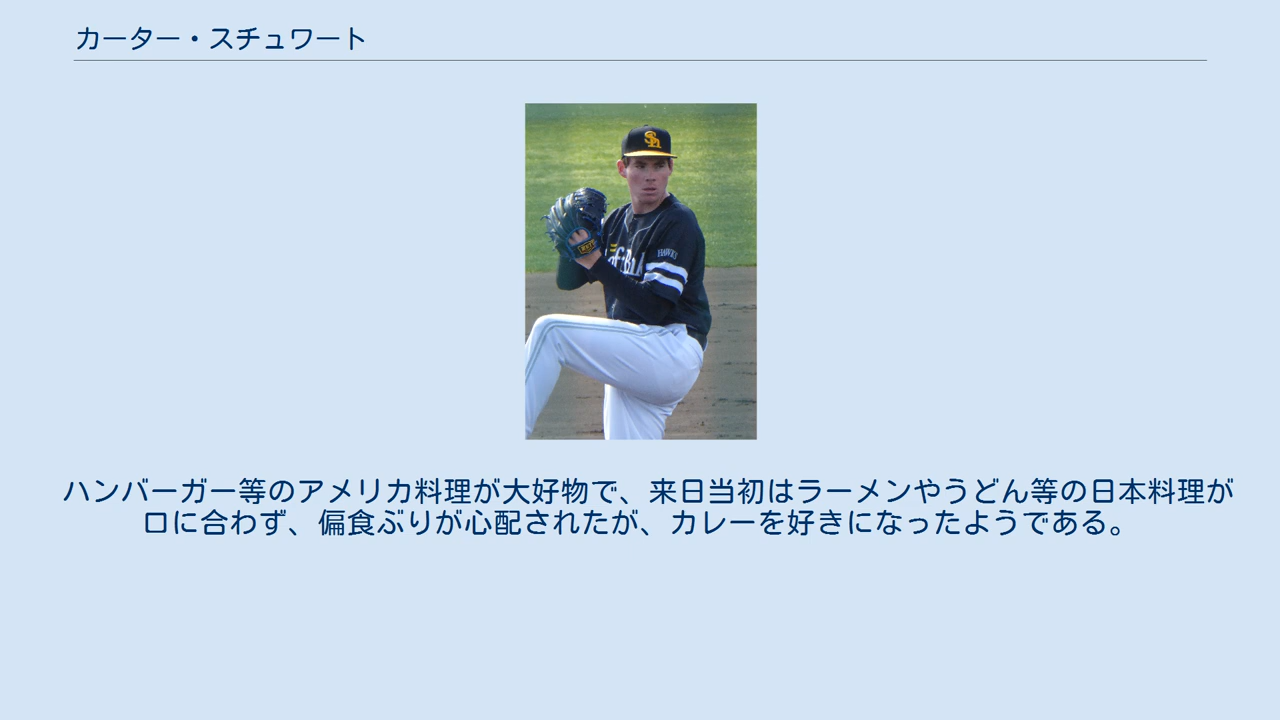 カーター・スチュワート
Sh
HAWKS
ハンバーガー等のアメリカ料理が大好物で、来日当初はラーメンやうどん等の日本料理が
口に合わず、偏食ぶりが心配されたが、カレーを好きになったようである。